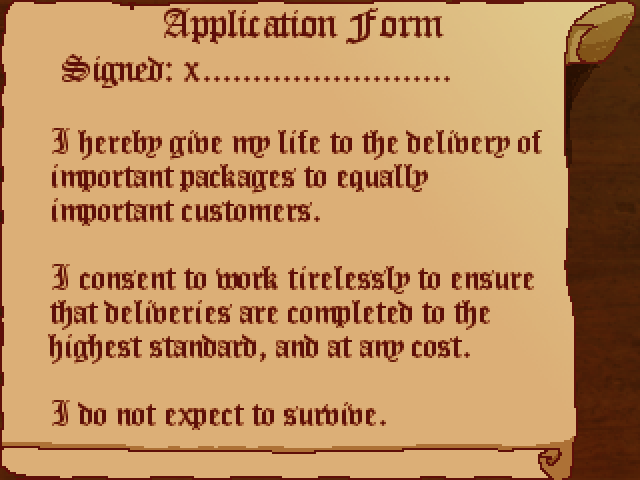 Application Form
Signed: x.........................
I hereby give my life to the delivery of
important packages to equally
important customers.
I consent to work tirelessly to ensure
that deliveries are completed to the
highest standard, and at any cost.
I do not expect to survive.